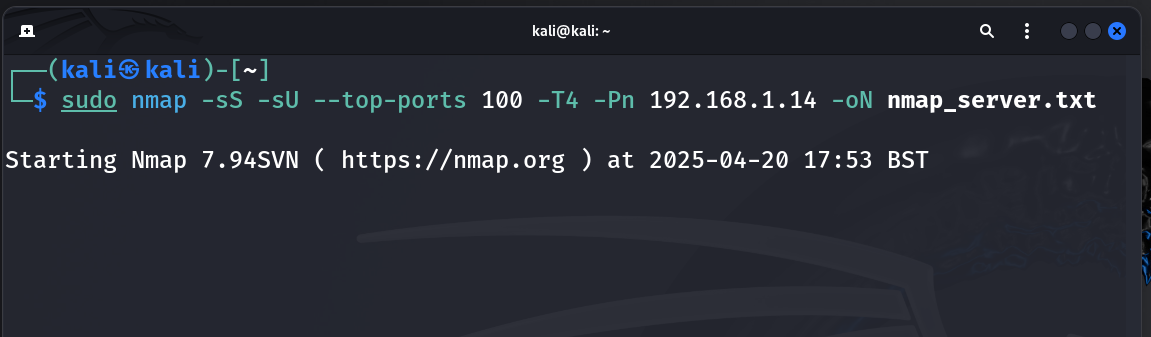 kali@kali: ~
┌──(kali㉿kali)-[~]
└─$ sudo nmap -sS -sU --top-ports 100 -T4 -Pn 192.168.1.14 -oN nmap_server.txt
Starting Nmap 7.94SVN ( https://nmap.org ) at 2025-04-20 17:53 BST